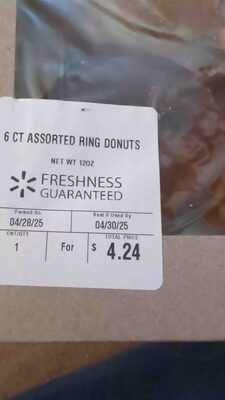 6 CT ASSORTED RING DONUTS
NET WT 12OZ
FRESHNESS
GUARANTEED
Packed On Best If Used By
04/28/25 04/30/25
CNT/QTY TOTAL PRICE
1 For $ 4.24